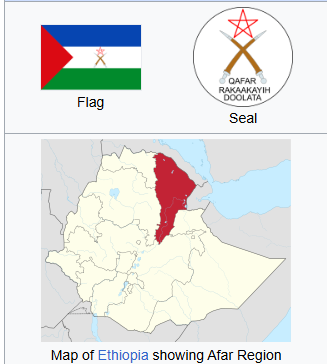 QAFAR
RAKAAKAYIH
DOOLATA
Flag
Seal
Map of Ethiopia showing Afar Region